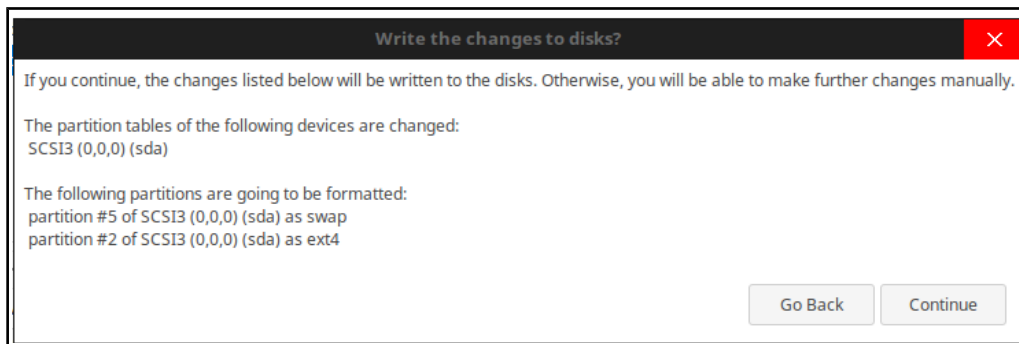 Write the changes to disks?
If you continue, the changes listed below will be written to the disks. Otherwise, you will be able to make further changes manually.
The partition tables of the following devices are changed:
SCSI3 (0,0,0) (sda)
The following partitions are going to be formatted:
partition #5 of SCSI3 (0,0,0) (sda) as swap
partition #2 of SCSI3 (0,0,0) (sda) as ext4
Go Back Continue